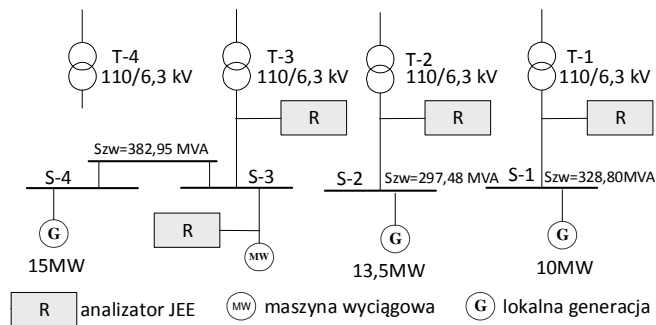 T-4
110/6,3 kV
T-3
110/6,3 kV
T-2
110/6,3 kV
T-1
110/6,3 kV
R
R
R
Szw=382,95 MVA
S-4
S-3
S-2
Szw=297,48 MVA
S-1
Szw=328,80MVA
R
G
MW
G
G
15MW
13,5MW
10MW
R analizator JEE MW maszyna wyciągowa G lokalna generacja